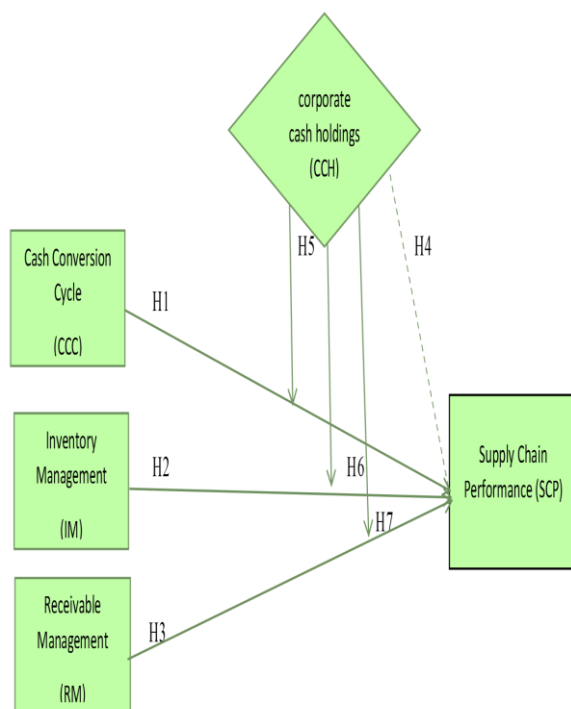 corporate
cash holdings
(CCH)
H5
H4
Cash Conversion
Cycle
(CCC)
H1
Inventory
Management
(IM)
H2
H6
Supply Chain
Performance (SCP)
H7
Receivable
Management
(RM)
H3